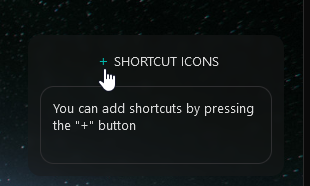 + SHORTCUT ICONS
You can add shortcuts by pressing
the "+" button